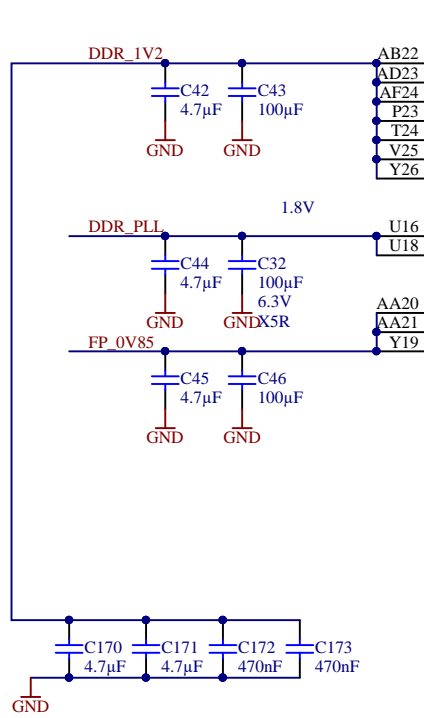 DDR_1V2
AB22
AD23
AF24
P23
T24
V25
Y26
C42
4.7µF
C43
100µF
GND
GND
1.8V
DDR_PLL
U16
U18
C44
4.7µF
C32
100µF
6.3V
X5R
GND
GND
AA20
AA21
Y19
FP_0V85
C45
4.7µF
C46
100µF
GND
GND
C170
4.7µF
C171
4.7µF
C172
470nF
C173
470nF
GND